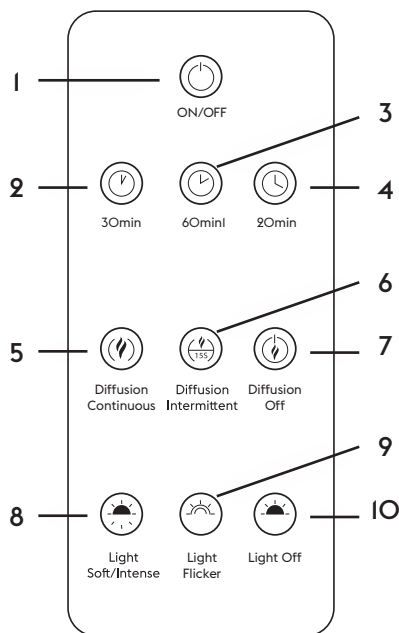 1
ON/OFF
3
2
4
30min 60minl 20min
6
5
15S
7
Diffusion Continuous
Diffusion Intermittent
Diffusion Off
9
8
10
Light Soft/Intense
Light Flicker
Light Off